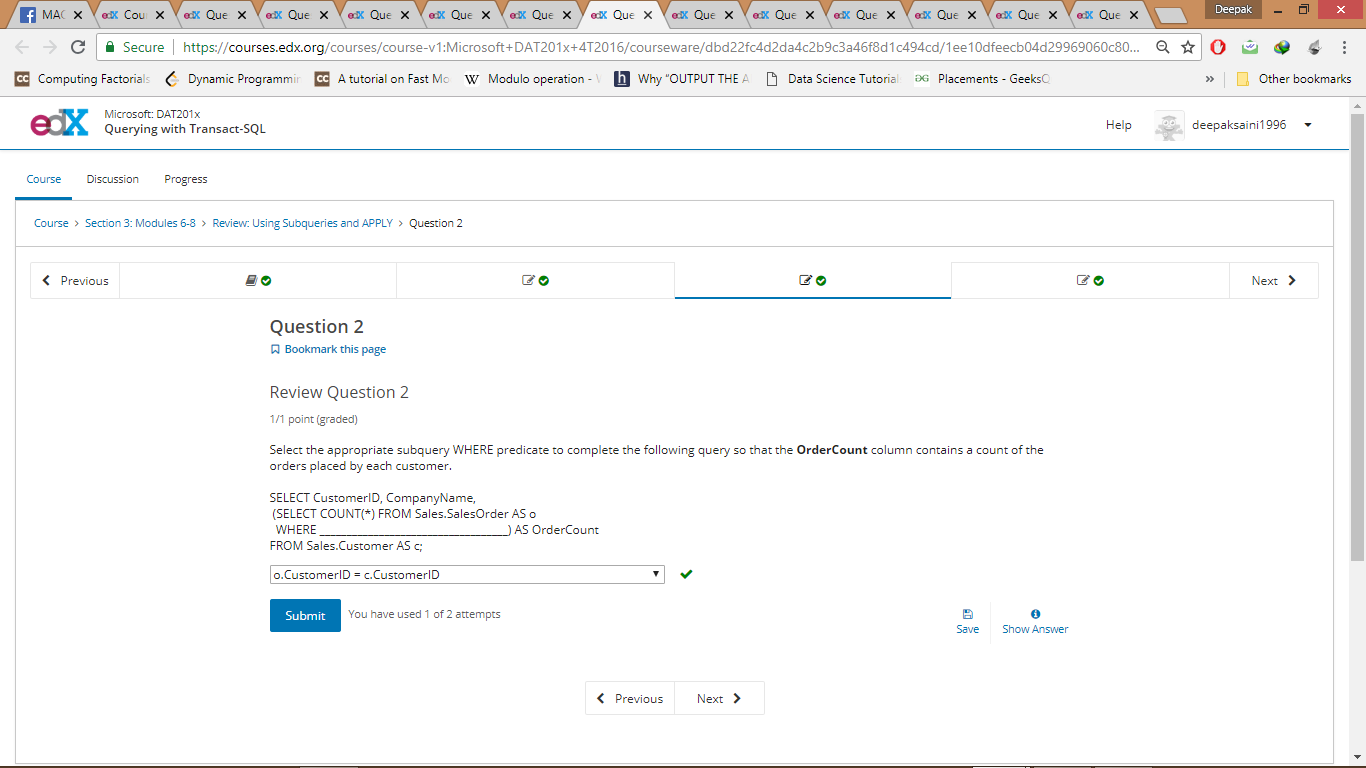 MAC
Cou
Que
Que
Que
Que
Que
Que
Que
Que
Que
Que
Que
Que
Deepak
Secure
https://courses.edx.org/courses/course-v1:Microsoft+DAT201x+4T2016/courseware/dbd22fc4d2da4c2b9c3a46f8d1c494cd/1ee10dfeecb04d29969060c80...
CC Computing Factorials
Dynamic Programmin
CC A tutorial on Fast Mo
W Modulo operation -
h Why "OUTPUT THE A
Data Science Tutorial
DG Placements - GeeksG
»
Other bookmarks
edX
Microsoft: DAT201x
Querying with Transact-SQL
Help
deepaksaini1996
Course Discussion Progress
Course > Section 3: Modules 6-8 > Review: Using Subqueries and APPLY > Question 2
Previous
Next
Question 2
Bookmark this page
Review Question 2
1/1 point (graded)
Select the appropriate subquery WHERE predicate to complete the following query so that the OrderCount column contains a count of the
orders placed by each customer.
SELECT CustomerID, CompanyName,
(SELECT COUNT(*) FROM Sales.SalesOrder AS o
WHERE ________________________________) AS OrderCount
FROM Sales.Customer AS c;
o.CustomerID = c.CustomerID
Submit
You have used 1 of 2 attempts
Save
Show Answer
Previous
Next